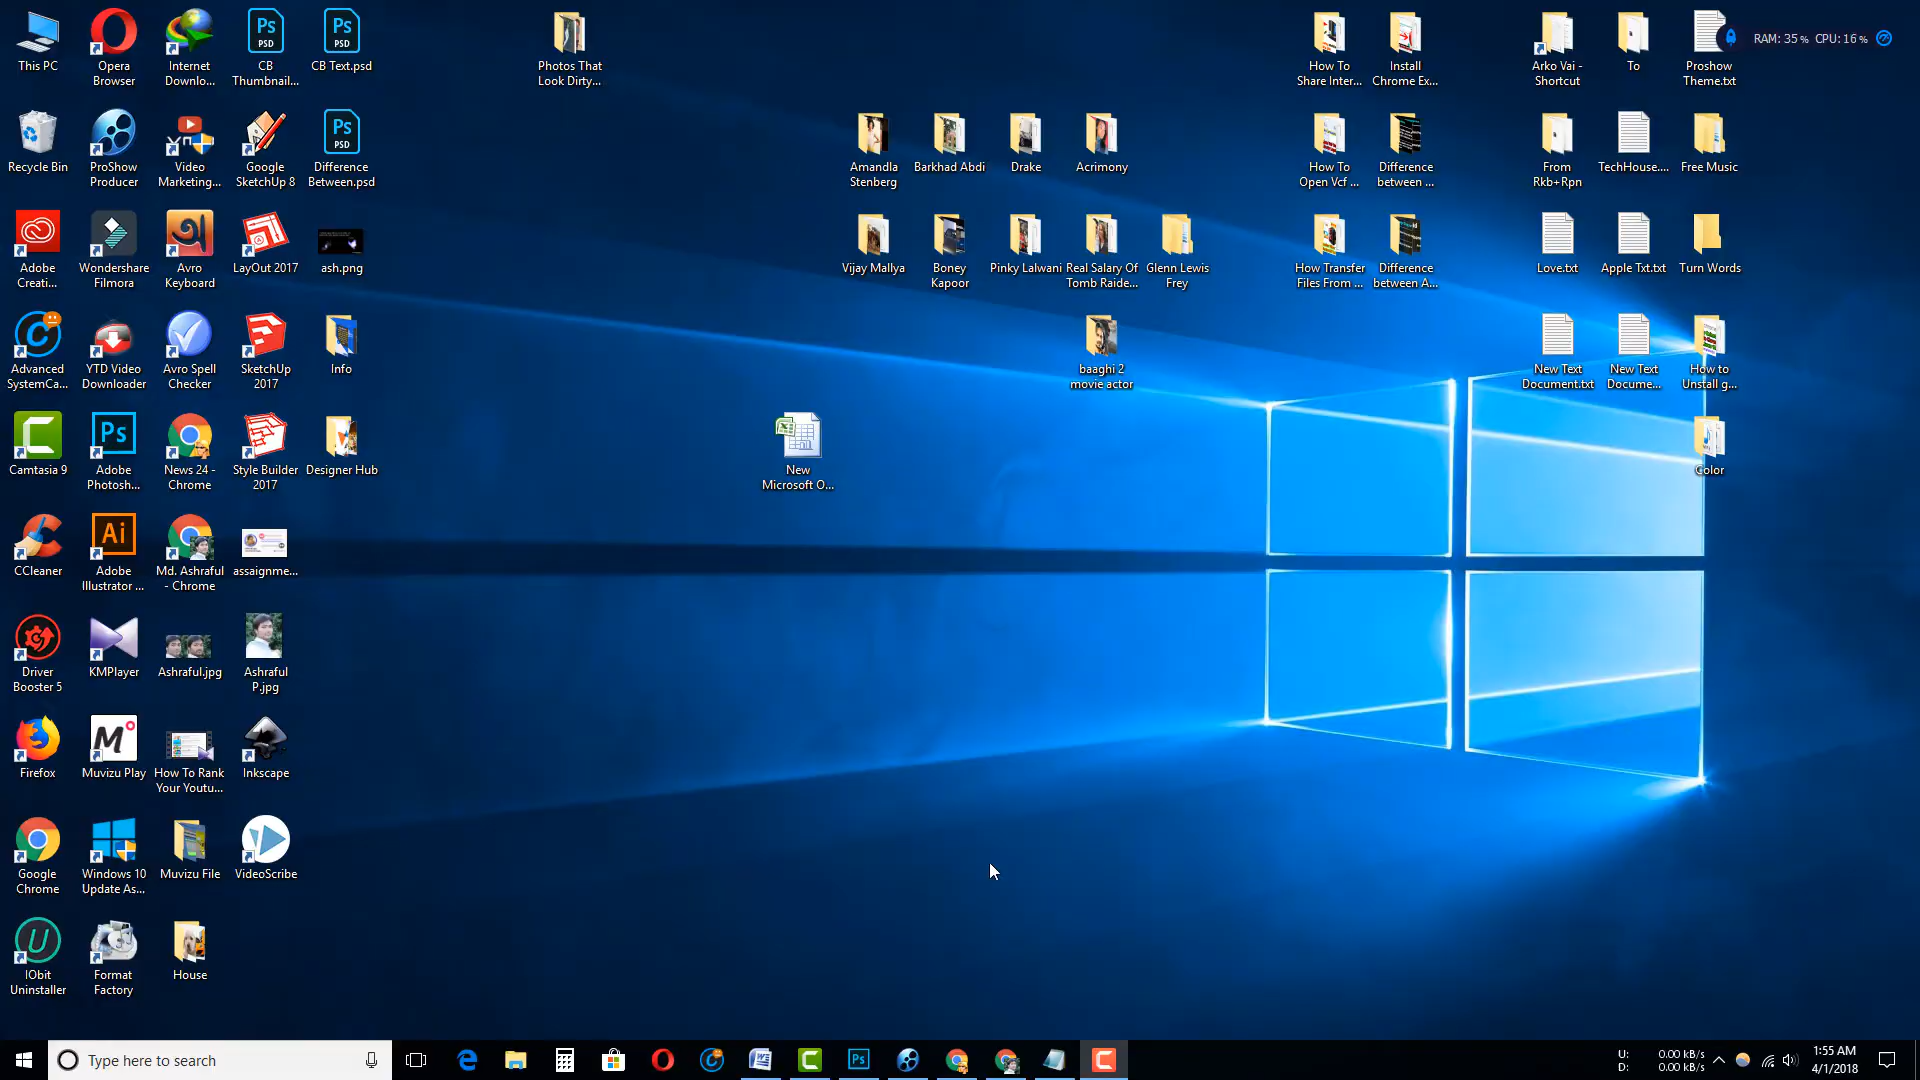 This PC
Opera
Browser
Internet
Downlo...
CB
Thumbnail...
CB Text.psd
Photos That
Look Dirty...
How To
Share Inter...
Install
Chrome Ex...
Arko Vai -
Shortcut
To
Proshow
Theme.txt
RAM: 35% CPU: 16%
Recycle Bin
ProShow
Producer
Video
Marketing...
Google
SketchUp 8
Difference
Between.psd
Amandla
Stenberg
Barkhad Abdi
Drake
Acrimony
How To
Open Vcf ...
Difference
between ...
From
Rkb+Rpn
TechHouse....
Free Music
Adobe
Creati...
Wondershare
Filmora
Avro
Keyboard
LayOut 2017
ash.png
Vijay Mallya
Boney
Kapoor
Pinky Lalwani
Real Salary Of
Tomb Raide...
Glenn Lewis
Frey
How Transfer
Files From ...
Difference
between A...
Love.txt
Apple Txt.txt
Turn Words
Advanced
SystemCa...
YTD Video
Downloader
Avro Spell
Checker
SketchUp
2017
Info
baaghi 2
movie actor
New Text
Document.txt
New Text
Docume...
How to
Unstall g...
Camtasia 9
Adobe
Photosh...
News 24 -
Chrome
Style Builder
2017
Designer Hub
New
Microsoft O...
Color
CCleaner
Adobe
Illustrator ...
Md. Ashraful
- Chrome
assaignme...
Driver
Booster 5
KMPlayer
Ashraful.jpg
Ashraful
P.jpg
Firefox
Muvizu Play
How To Rank
Your Youtu...
Inkscape
Google
Chrome
Windows 10
Update As...
Muvizu File
VideoScribe
IObit
Uninstaller
Format
Factory
House
Type here to search
U: 0.00 kB/s
D: 0.00 kB/s
1:55 AM
4/1/2018